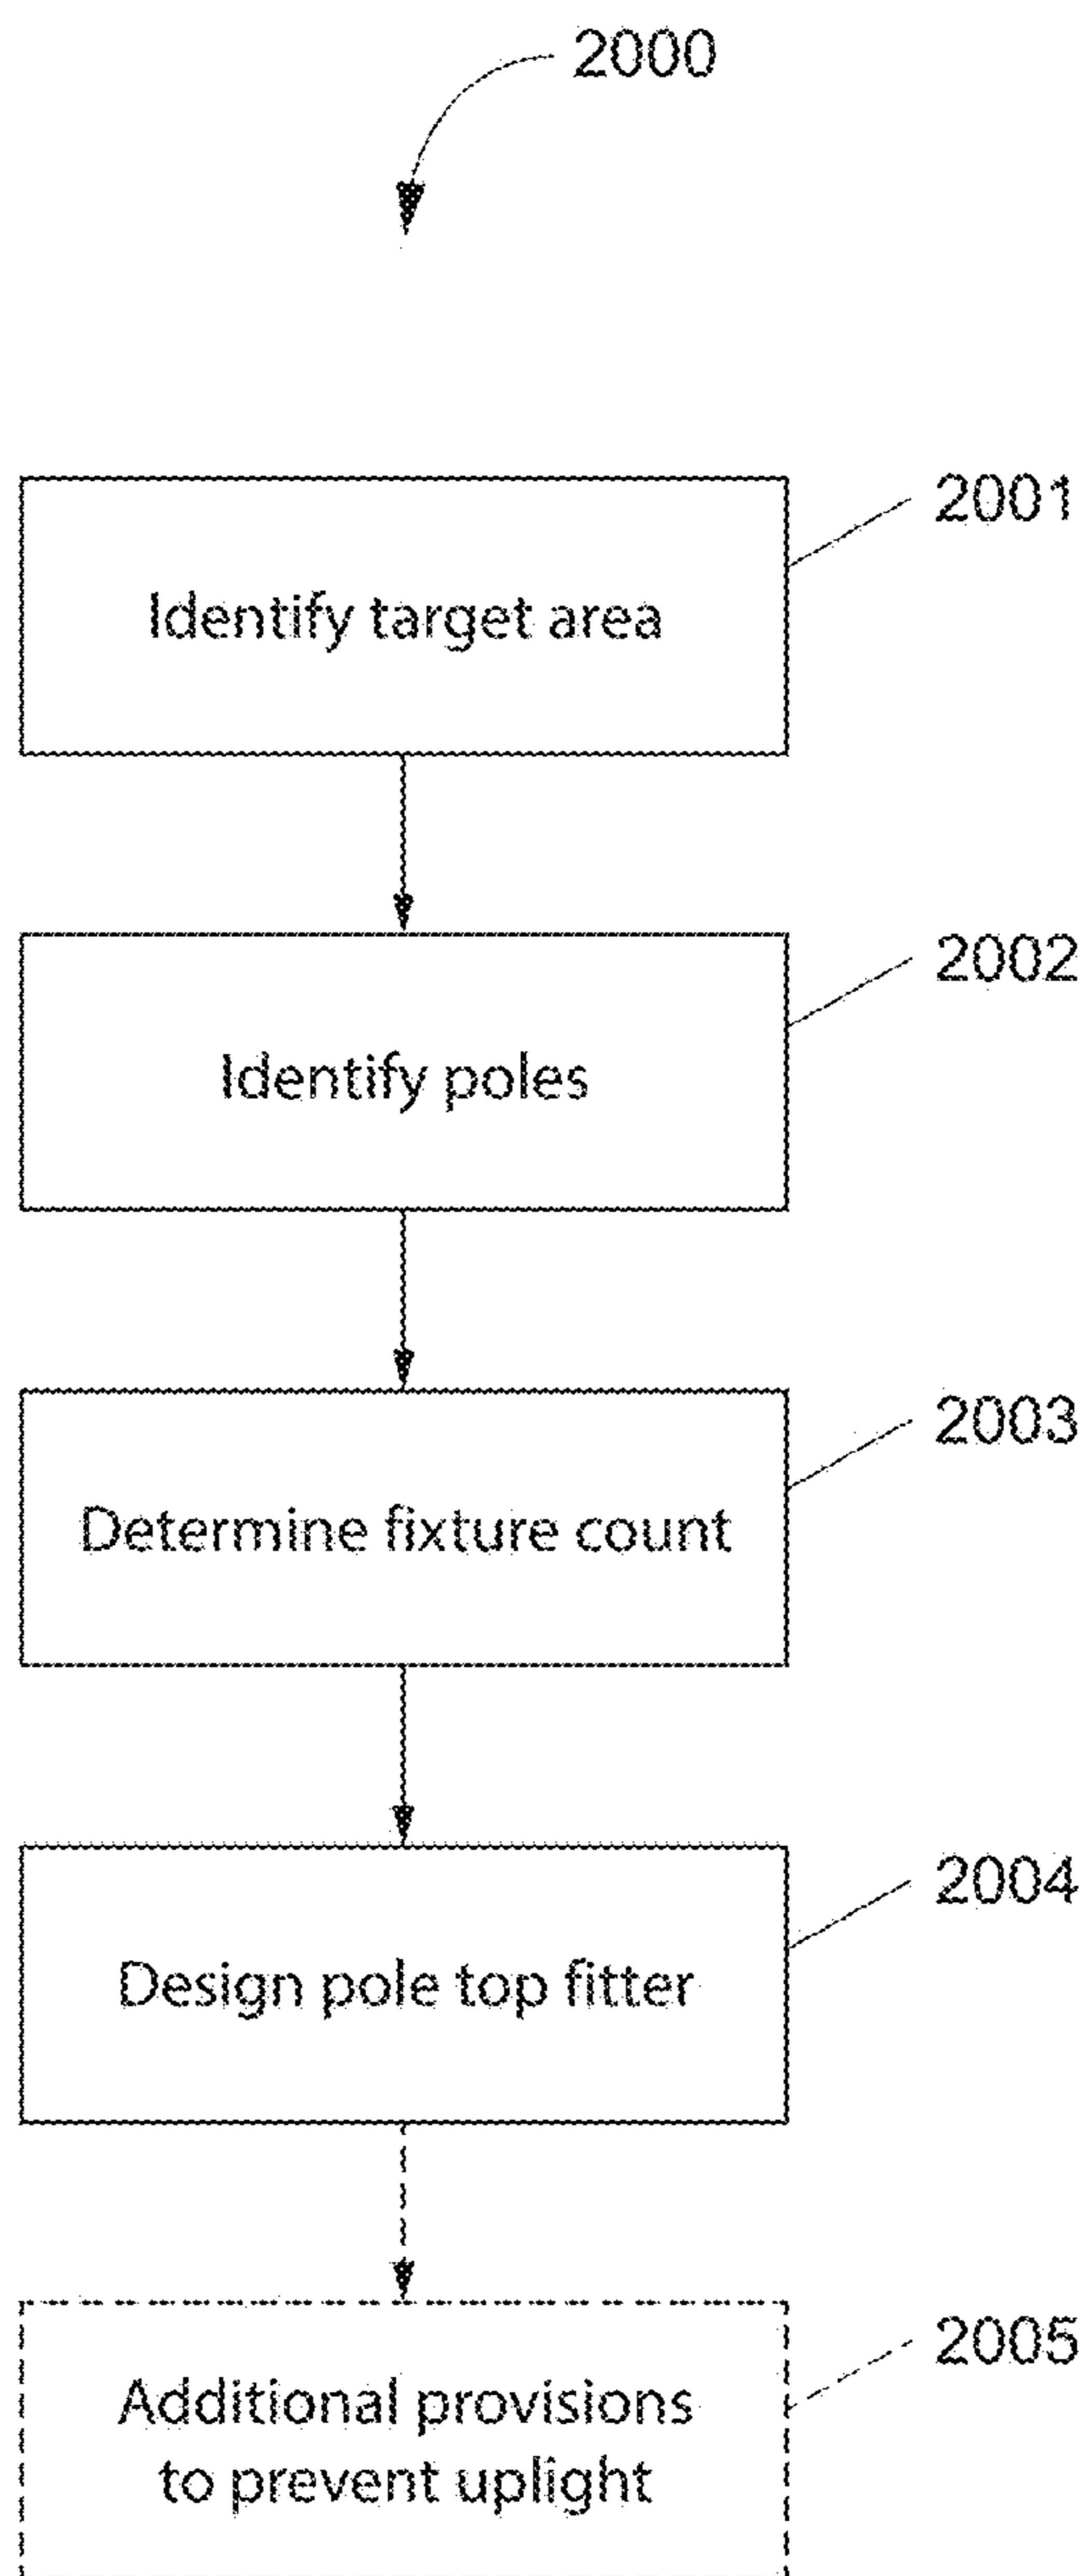 2000
2001
Identify target area
2002
Identify poles
2003
Determine fixture count
2004
Design pole top fitter
2005
Additional provisions
to prevent uplight